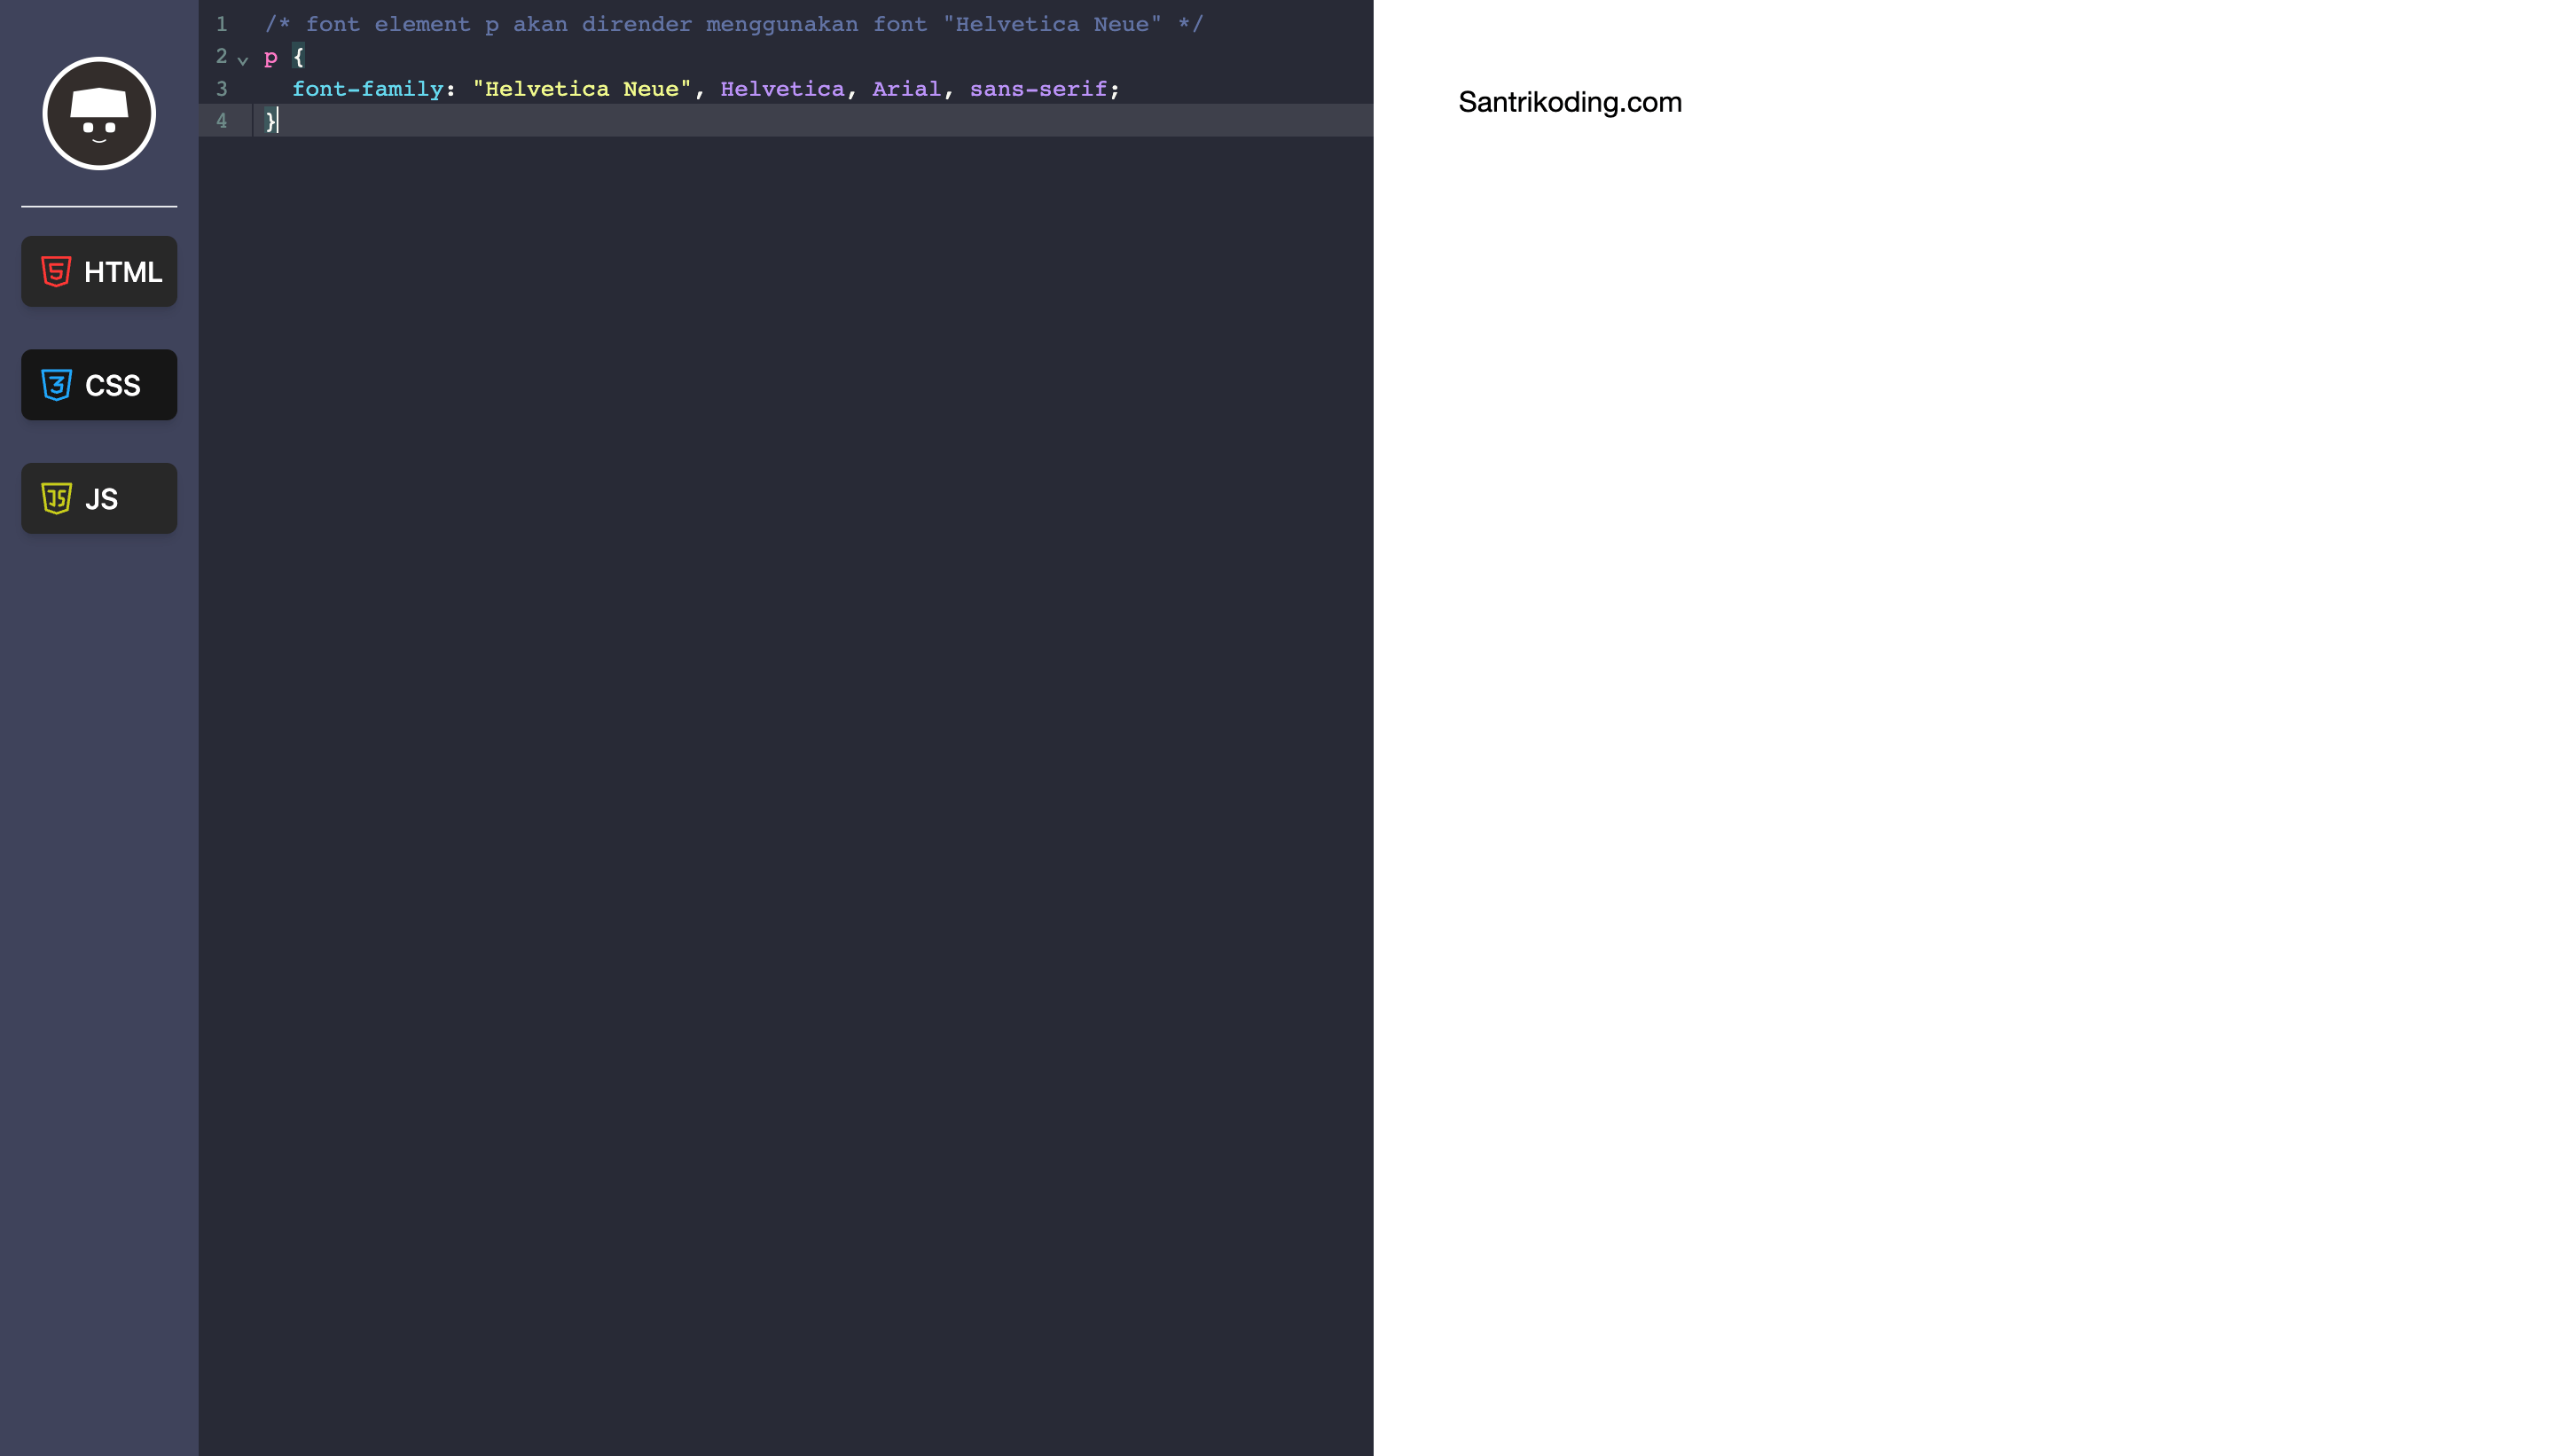 HTML
CSS
JS
1 /* font element p akan dirender menggunakan font "Helvetica Neue" */
2 p {
3 font-family: "Helvetica Neue", Helvetica, Arial, sans-serif;
4 }
Santrikoding.com